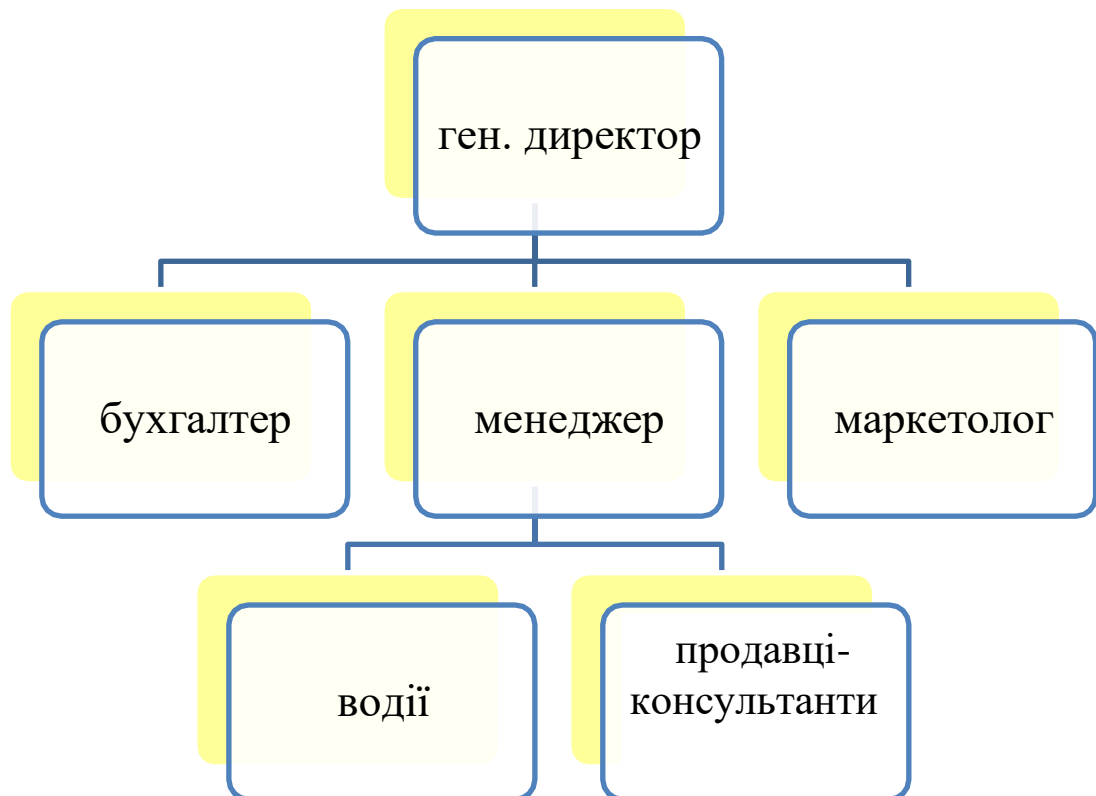 ген. директор
бухгалтер
менеджер
маркетолог
водії
продавці-
консультанти